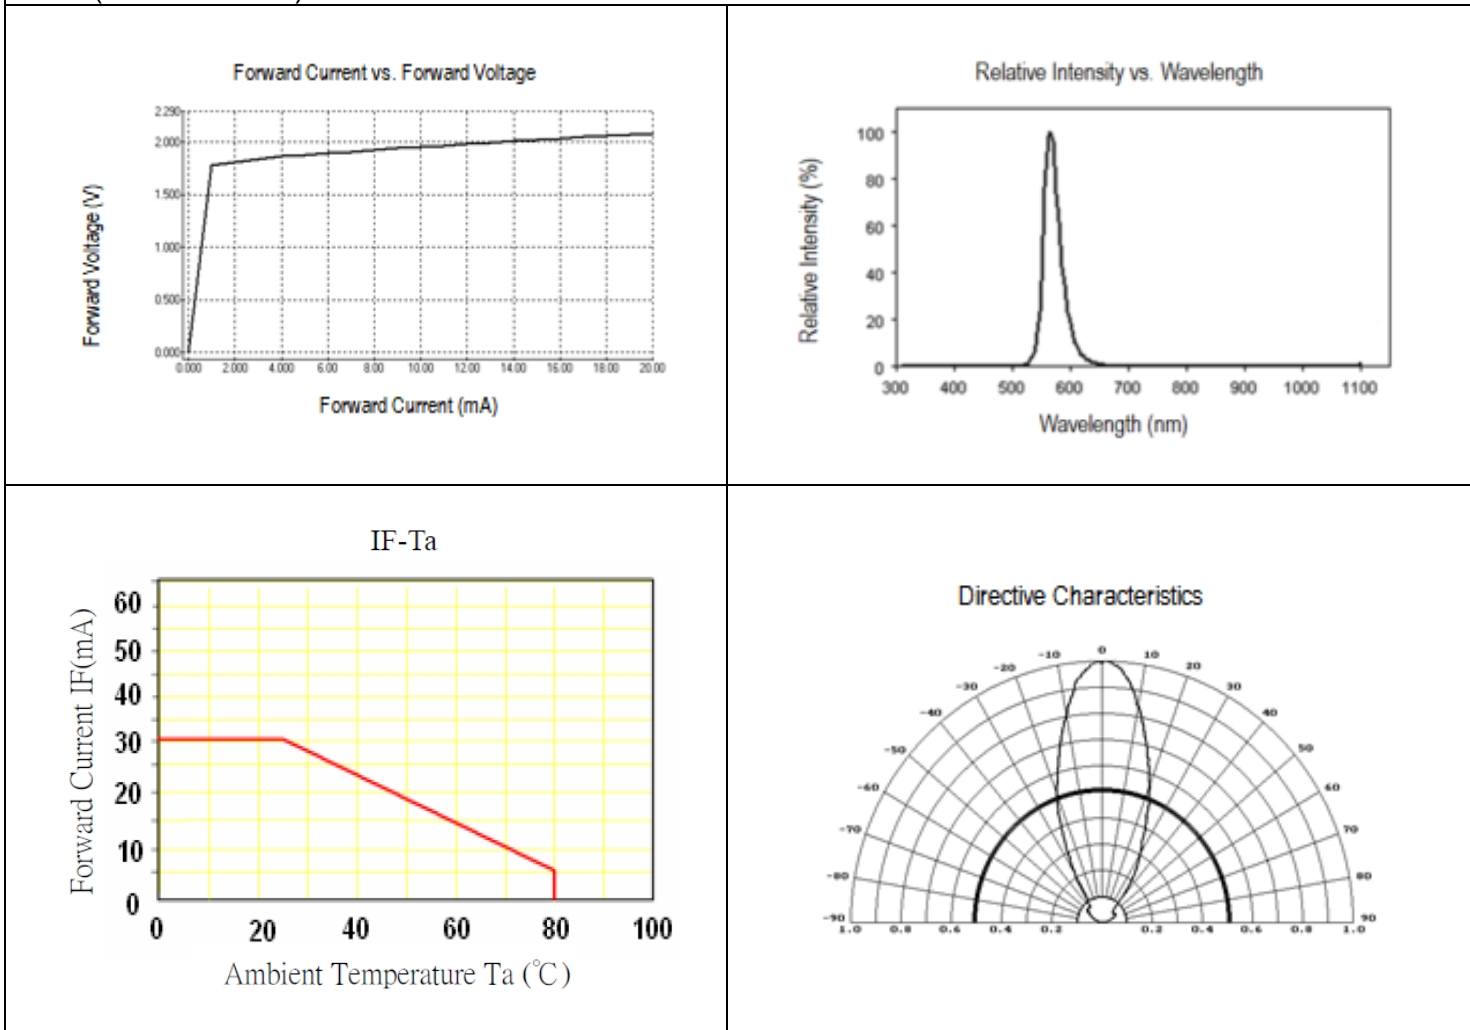 Forward Current vs. Forward Voltage
2.290
2.000
1.500
1.000
0.500
0.000
Forward Voltage (V)
0.000 2.000 4.000 6.00 8.00 10.00 12.00 14.00 16.00 18.00 20.00
Forward Current (mA)
Relative Intensity vs. Wavelength
100
80
60
40
20
0
Relative Intensity (%)
300 400 500 600 700 800 900 1000 1100
Wavelength (nm)
IF-Ta
60
50
40
30
20
10
0
Forward Current IF(mA)
0 20 40 60 80 100
Ambient Temperature Ta (℃)
Directive Characteristics
-90 -80 -70 -60 -50 -40 -30 -20 -10 0 10 20 30 40 50 60 70 80 90
1.0 0.8 0.6 0.4 0.2 0.2 0.4 0.6 0.8 1.0